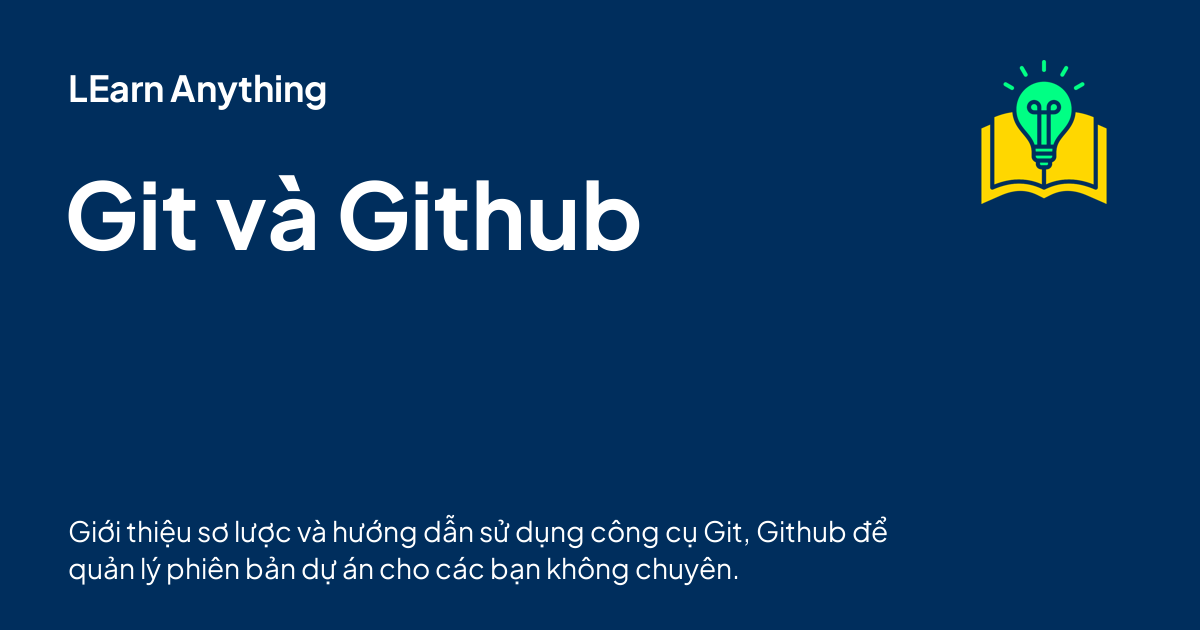 LEarn Anything
Git và Github
Giới thiệu sơ lược và hướng dẫn sử dụng công cụ Git, Github để
quản lý phiên bản dự án cho các bạn không chuyên.